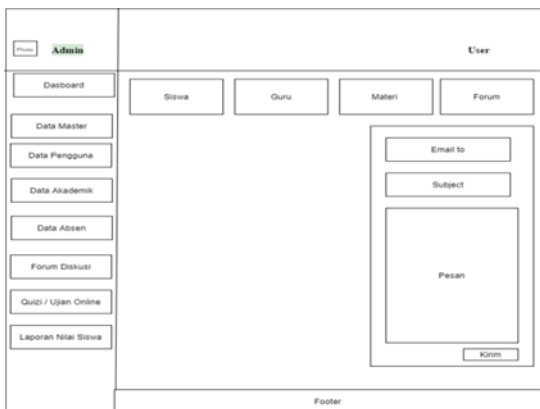 Photo
Admin
User
Dasboard
Siswa
Guru
Materi
Forum
Data Master
Data Pengguna
Data Akademik
Data Absen
Forum Diskusi
Quizi / Ujian Online
Laporan Nilai Siswa
Email to
Subject
Pesan
Kirim
Footer